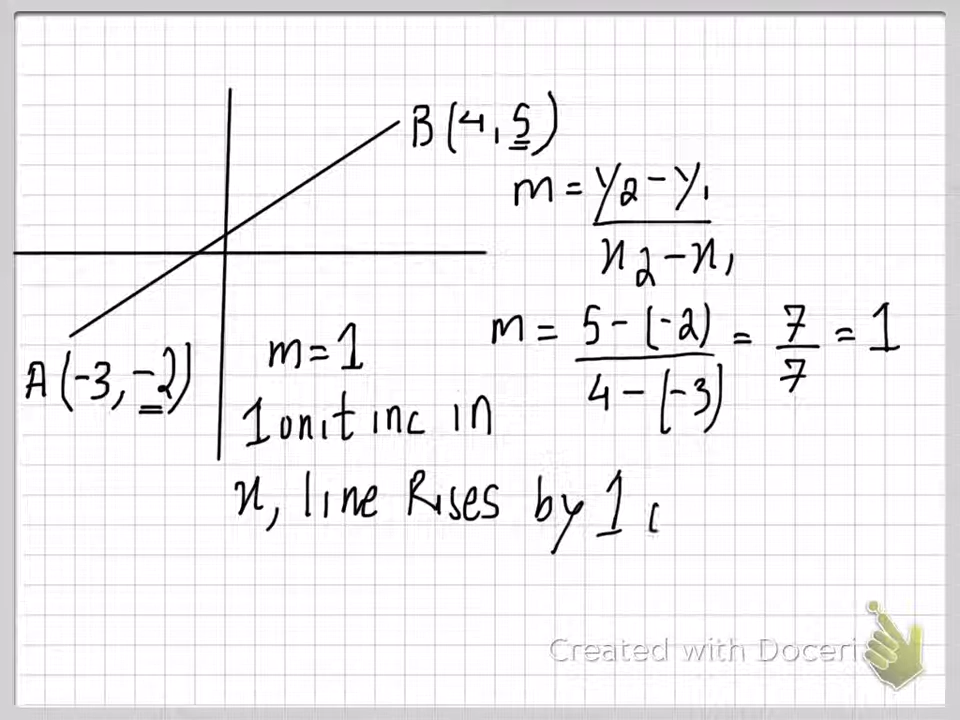 B(4, 5)
m = y2 - y1
x2 - x1
m = 5 - (-2) = 7 = 1
4 - (-3) 7
A(-3, -2)
m = 1
1 unit inc in
x, line Rises by 1
Created with Doceri